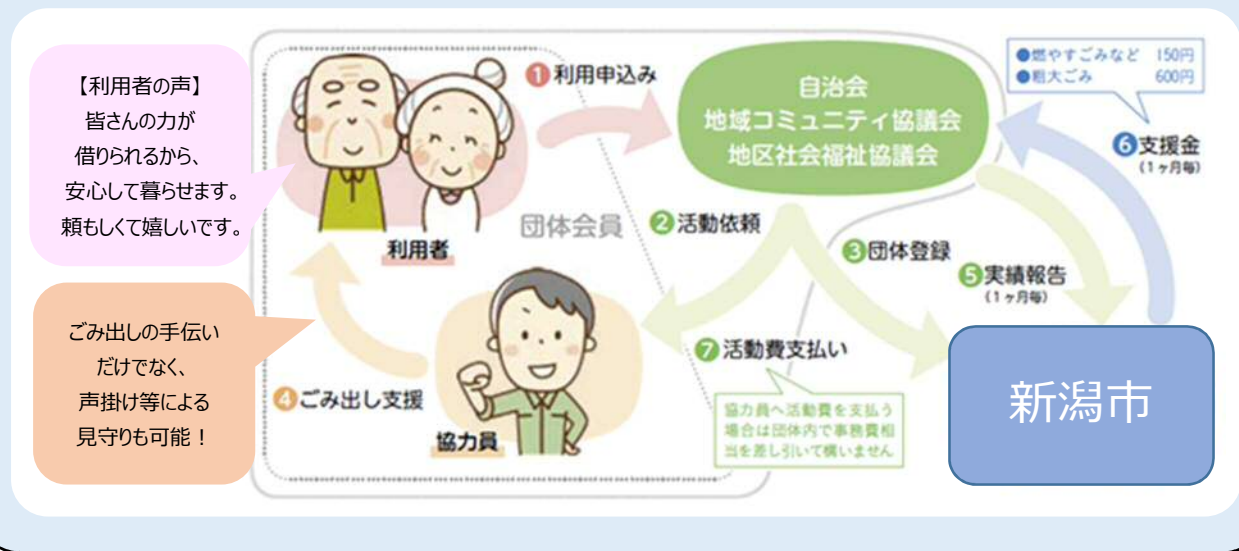 【利用者の声】
皆さんの力が
借りられるから、
安心して暮らせます。
頼もしくて嬉しいです。
ごみ出しの手伝い
だけでなく、
声掛け等による
見守りも可能！
❶利用申込み
利用者
団体会員
自治会
地域コミュニティ協議会
地区社会福祉協議会
●燃やすごみなど 150円
●粗大ごみ 600円
❻支援金
(1ヶ月毎)
❷活動依頼
❸団体登録
❺実績報告
(1ヶ月毎)
❹ごみ出し支援
協力員
❼活動費支払い
協力員へ活動費を支払う
場合は団体内で事務費相
当を差し引いて構いません
新潟市